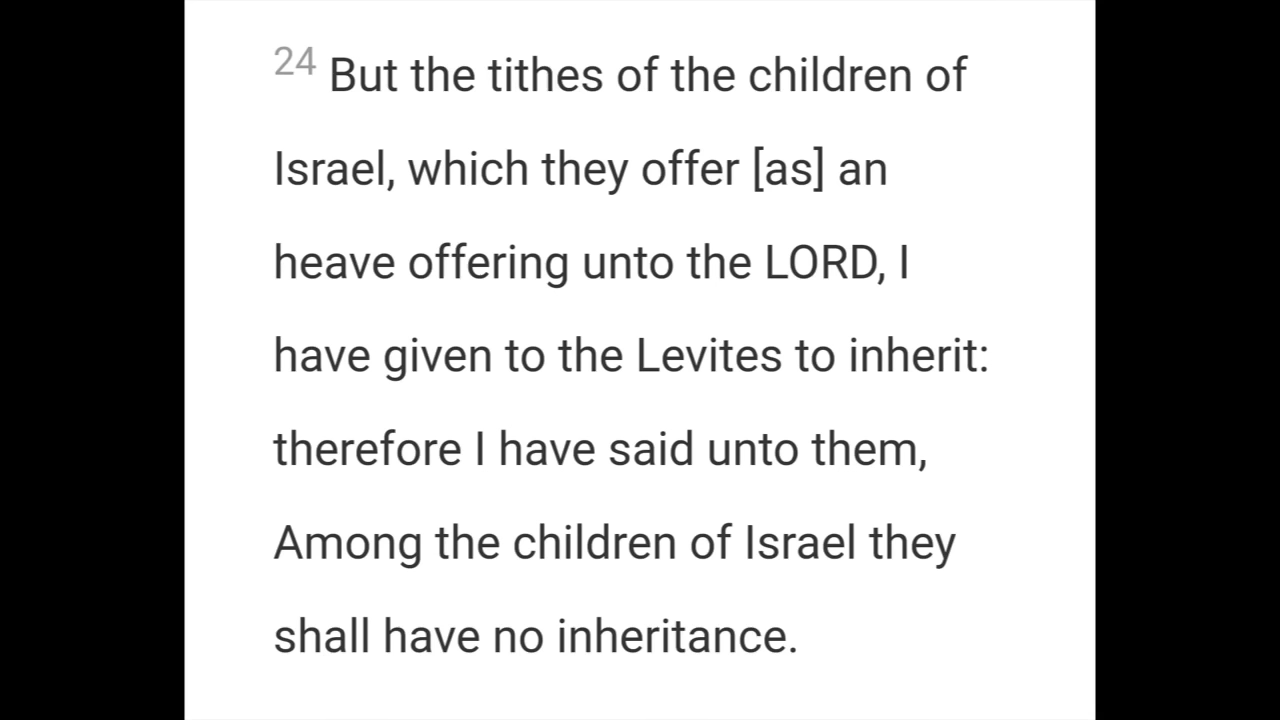 24 But the tithes of the children of
Israel, which they offer [as] an
heave offering unto the LORD, I
have given to the Levites to inherit:
therefore I have said unto them,
Among the children of Israel they
shall have no inheritance.